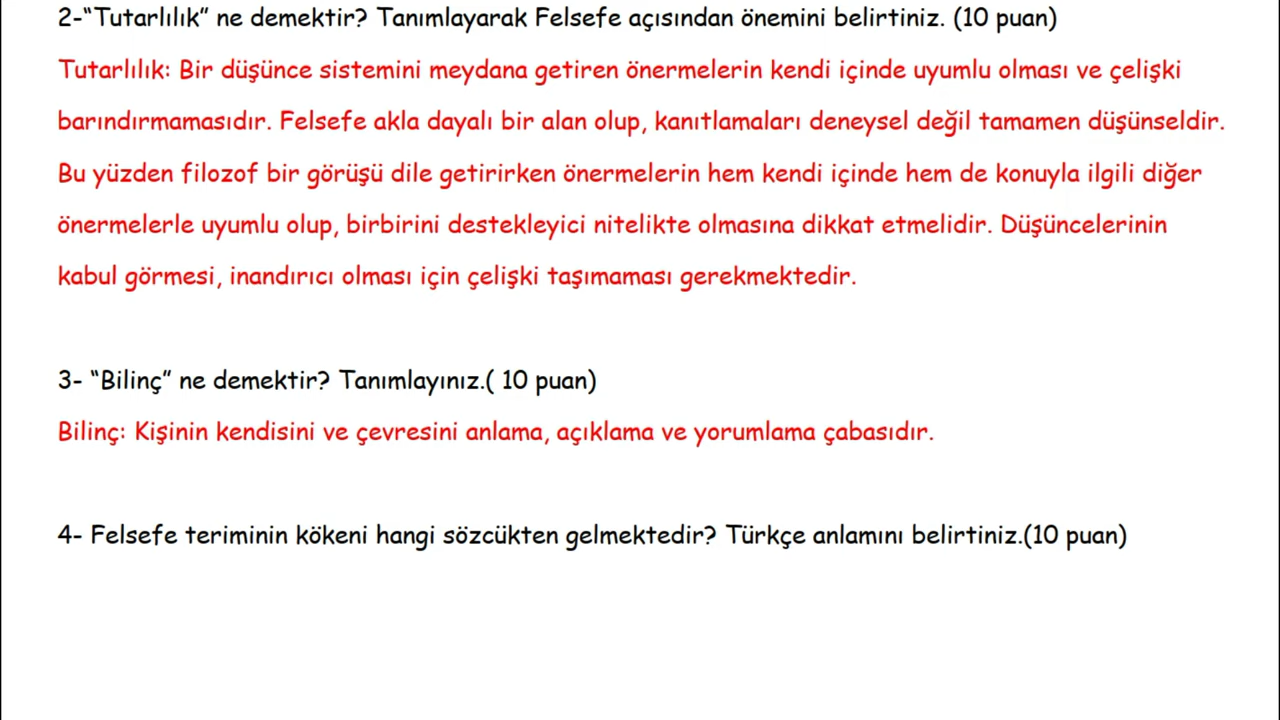 2-“Tutarlılık” ne demektir? Tanımlayarak Felsefe açısından önemini belirtiniz. (10 puan)
Tutarlılık: Bir düşünce sistemini meydana getiren önermelerin kendi içinde uyumlu olması ve çelişki
barındırmamasıdır. Felsefe akla dayalı bir alan olup, kanıtlamaları deneysel değil tamamen düşünseldir.
Bu yüzden filozof bir görüşü dile getirirken önermelerin hem kendi içinde hem de konuyla ilgili diğer
önermelerle uyumlu olup, birbirini destekleyici nitelikte olmasına dikkat etmelidir. Düşüncelerinin
kabul görmesi, inandırıcı olması için çelişki taşımaması gerekmektedir.
3- “Bilinç” ne demektir? Tanımlayınız.( 10 puan)
Bilinç: Kişinin kendisini ve çevresini anlama, açıklama ve yorumlama çabasıdır.
4- Felsefe teriminin kökeni hangi sözcükten gelmektedir? Türkçe anlamını belirtiniz.(10 puan)